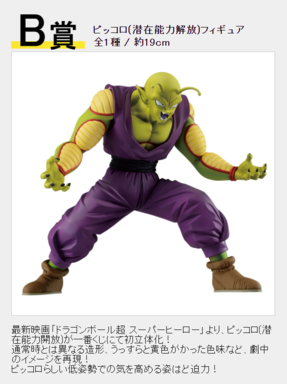 B賞
ピッコロ(潜在能力解放)フィギュア
全1種 / 約19cm
最新映画「ドラゴンボール超 スーパーヒーロー」より、ピッコロ(潜
在能力開放)が一番くじにて初立体化！
通常時とは異なる造形、うっすらと黄色がかった色味など、劇中
のイメージを再現！
ピッコロらしい低姿勢での気を高める姿はど迫力！